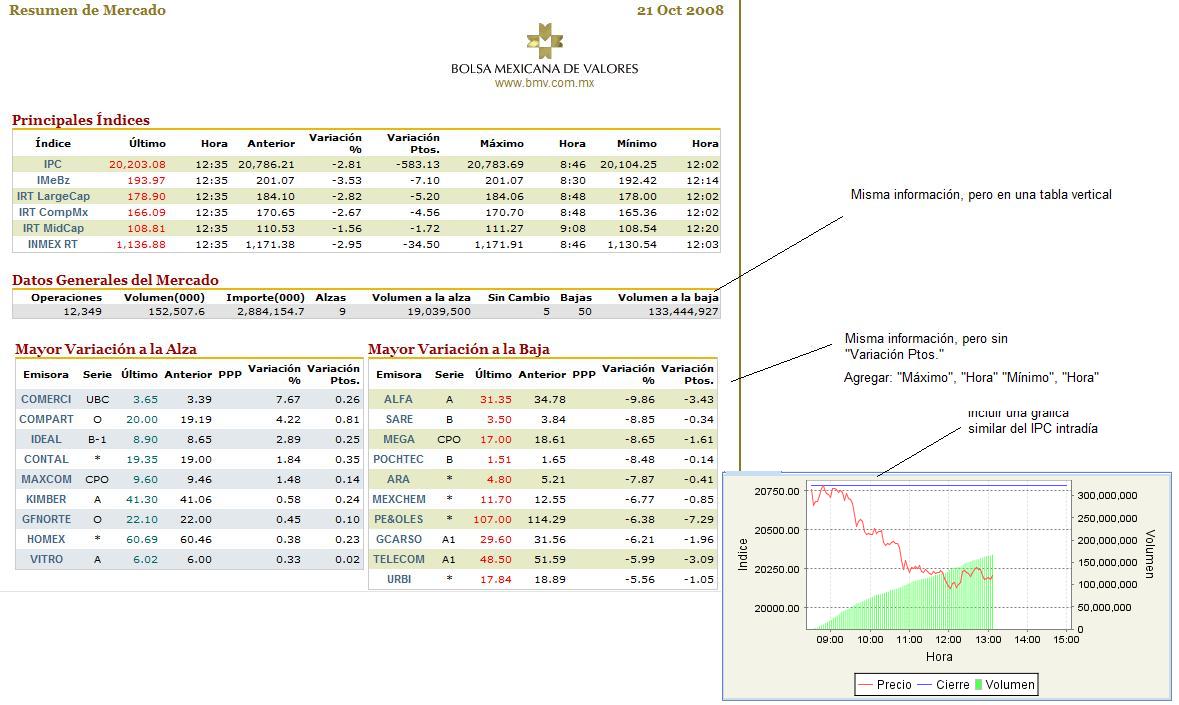 Resumen de Mercado 21 Oct 2008
BOLSA MEXICANA DE VALORES
www.bmv.com.mx
Principales Índices
Índice Último Hora Anterior Variación % Variación Ptos. Máximo Hora Mínimo Hora
IPC 20,203.08 12:35 20,786.21 -2.81 -583.13 20,783.69 8:46 20,104.25 12:02
IMeBz 193.97 12:35 201.07 -3.53 -7.10 201.07 8:30 192.42 12:14
IRT LargeCap 178.90 12:35 184.10 -2.82 -5.20 184.06 8:48 178.00 12:02
IRT CompMx 166.09 12:35 170.65 -2.67 -4.56 170.70 8:48 165.36 12:02
IRT MidCap 108.81 12:35 110.53 -1.56 -1.72 111.27 9:08 108.54 12:20
INMEX RT 1,136.88 12:35 1,171.38 -2.95 -34.50 1,171.91 8:46 1,130.54 12:03
Misma información, pero en una tabla vertical
Datos Generales del Mercado
Operaciones Volumen(000) Importe(000) Alzas Volumen a la alza Sin Cambio Bajas Volumen a la baja
12,349 152,507.6 2,884,154.7 9 19,039,500 5 50 133,444,927
Mayor Variación a la Alza
Emisora Serie Último Anterior PPP Variación % Variación Ptos.
COMERCI UBC 3.65 3.39 7.67 0.26
COMPART O 20.00 19.19 4.22 0.81
IDEAL B-1 8.90 8.65 2.89 0.25
CONTAL * 19.35 19.00 1.84 0.35
MAXCOM CPO 9.60 9.46 1.48 0.14
KIMBER A 41.30 41.06 0.58 0.24
GFNORTE O 22.10 22.00 0.45 0.10
HOMEX * 60.69 60.46 0.38 0.23
VITRO A 6.02 6.00 0.33 0.02
Mayor Variación a la Baja
Emisora Serie Último Anterior PPP Variación % Variación Ptos.
ALFA A 31.35 34.78 -9.86 -3.43
SARE B 3.50 3.84 -8.85 -0.34
MEGA CPO 17.00 18.61 -8.65 -1.61
POCHTEC B 1.51 1.65 -8.48 -0.14
ARA * 4.80 5.21 -7.87 -0.41
MEXCHEM * 11.70 12.55 -6.77 -0.85
PE&OLES * 107.00 114.29 -6.38 -7.29
GCARSO A1 29.60 31.56 -6.21 -1.96
TELECOM A1 48.50 51.59 -5.99 -3.09
URBI * 17.84 18.89 -5.56 -1.05
Misma información, pero sin
"Variación Ptos."
Agregar: "Máximo", "Hora" "Mínimo", "Hora"
Incluir una gráfica
similar del IPC intradía
Indice
20750.00
20500.00
20250.00
20000.00
300,000,000
250,000,000
200,000,000
150,000,000
100,000,000
50,000,000
0
Volumen
09:00 10:00 11:00 12:00 13:00 14:00 15:00
Hora
Precio Cierre Volumen